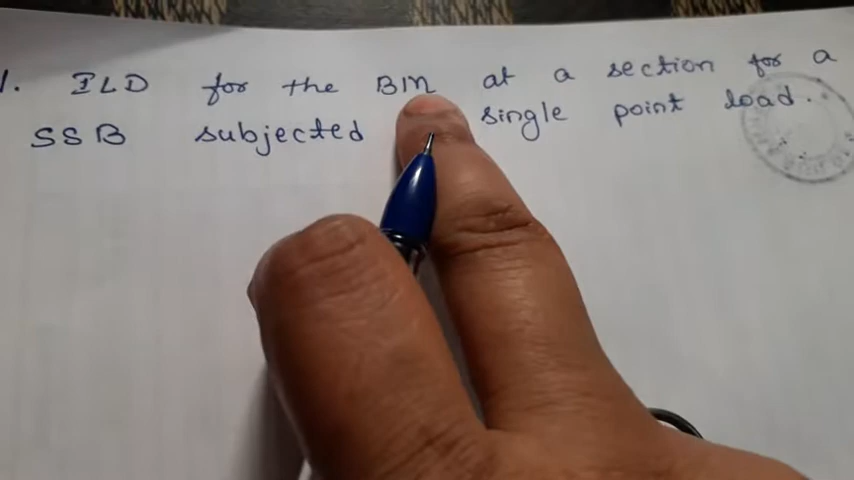 1. ILD for the BM at a section for a
SSB subjected single point load.